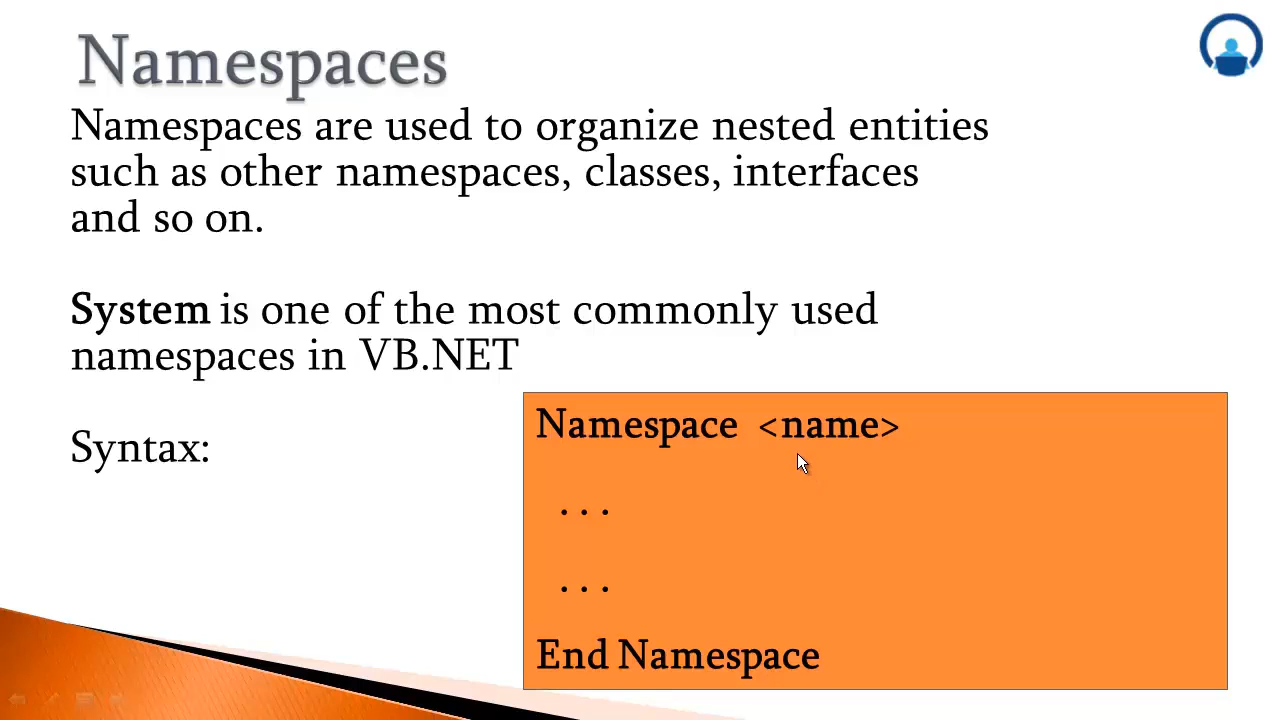 Namespaces
Namespaces are used to organize nested entities
such as other namespaces, classes, interfaces
and so on.
System is one of the most commonly used
namespaces in VB.NET
Syntax:
Namespace <name>
. . .
. . .
End Namespace